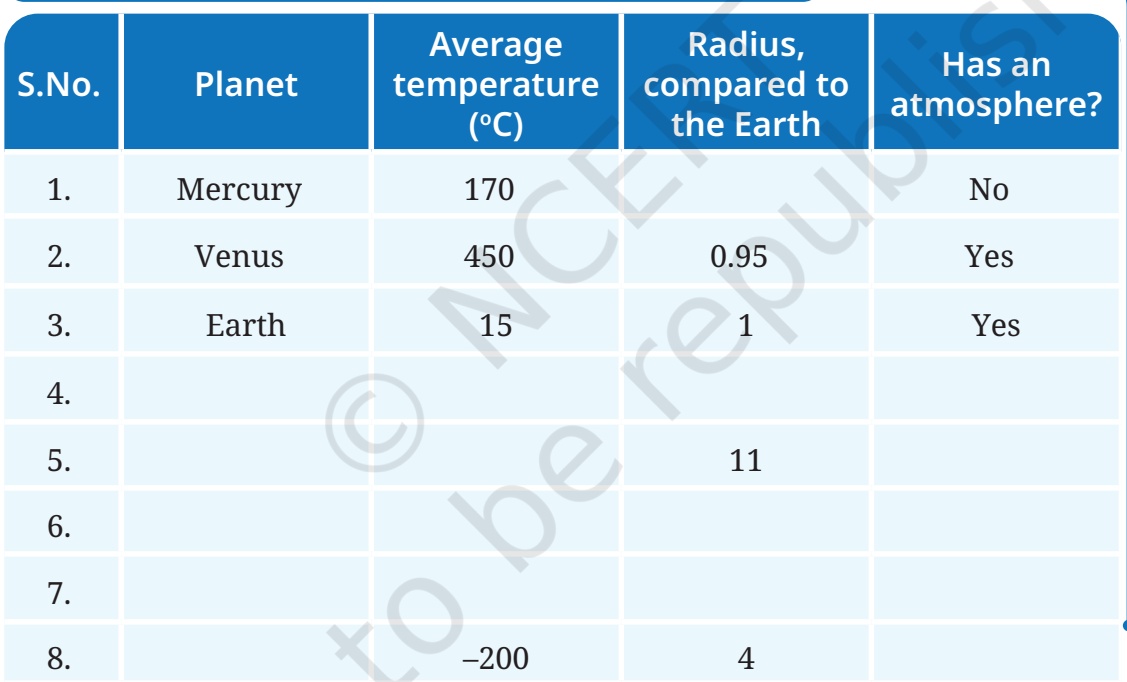 S.No. Planet Average temperature (ºC) Radius, compared to the Earth Has an atmosphere?
1. Mercury 170 No
2. Venus 450 0.95 Yes
3. Earth 15 1 Yes
4.
5. 11
6.
7.
8. –200 4
© NCERT
to be republish